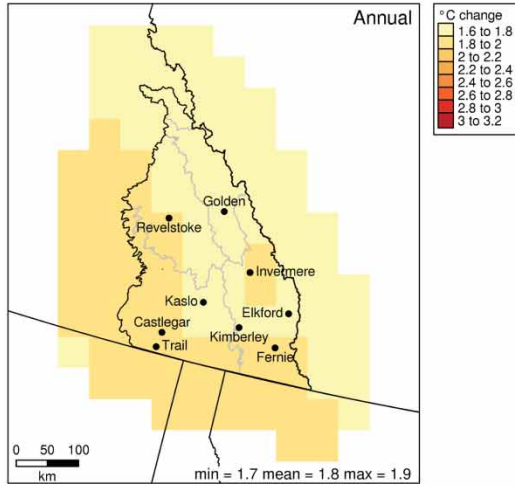 Annual
°C change
1.6 to 1.8
1.8 to 2
2 to 2.2
2.2 to 2.4
2.4 to 2.6
2.6 to 2.8
2.8 to 3
3 to 3.2
Golden
Revelstoke
Invermere
Kaslo
Elkford
Castlegar
Kimberley
Trail
Fernie
0 50 100
km
min = 1.7 mean = 1.8 max = 1.9